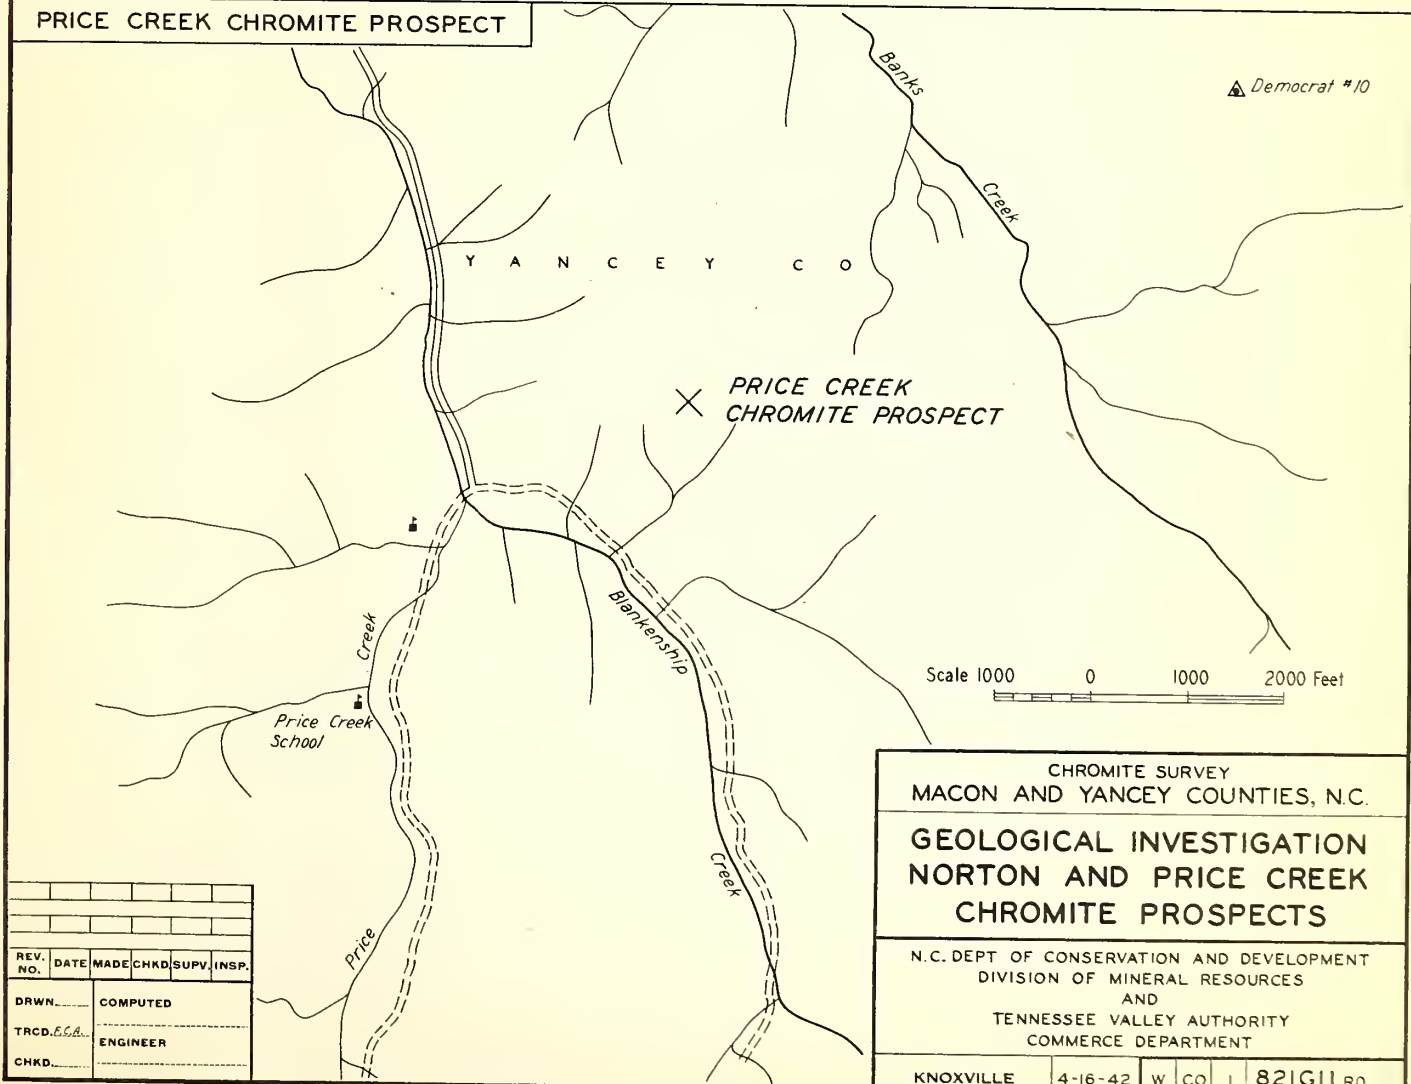 PRICE CREEK CHROMITE PROSPECT
Banks
Democrat #10
Creek
YANCEY CO
PRICE CREEK
CHROMITE PROSPECT
Creek
Blankenship
Scale 1000 0 1000 2000 Feet
Price Creek
School
Creek
Price
CHROMITE SURVEY
MACON AND YANCEY COUNTIES, N.C.
GEOLOGICAL INVESTIGATION
NORTON AND PRICE CREEK
CHROMITE PROSPECTS
N.C. DEPT OF CONSERVATION AND DEVELOPMENT
DIVISION OF MINERAL RESOURCES
AND
TENNESSEE VALLEY AUTHORITY
COMMERCE DEPARTMENT
KNOXVILLE 4-16-42 W CO 1 821G11 R0
REV. NO. DATE MADE CHKD. SUPV. INSP.
DRWN. COMPUTED
TRCD. F.C.A.
ENGINEER
CHKD.